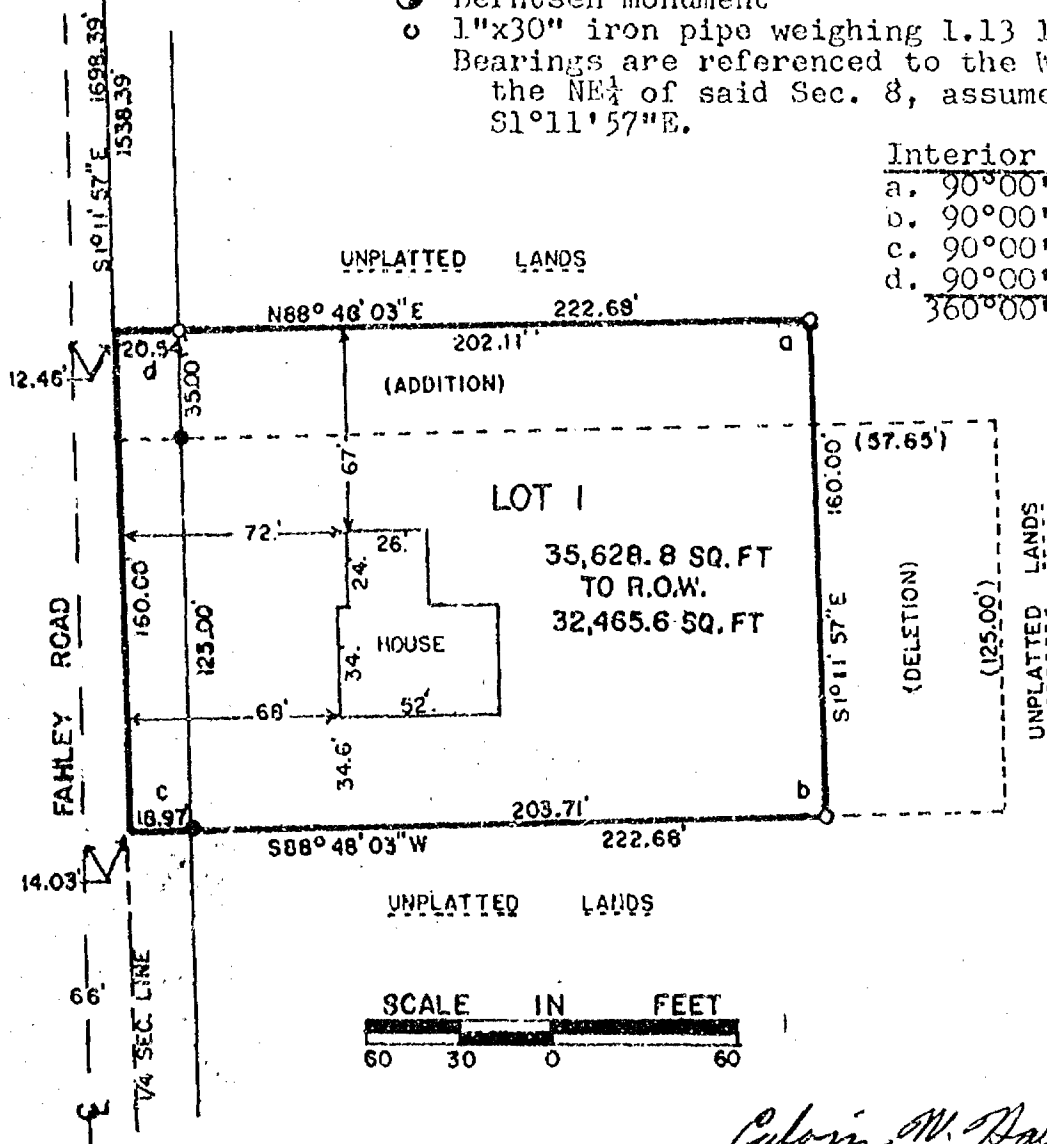 Berntsen monument
1"x30" iron pipe weighing 1.13
Bearings are referenced to the
the NE¼ of said Sec. 8,
S1°11'57"E.
Interior
a. 90°00'
b. 90°00'
c. 90°00'
d. 90°00'
360°00'
S1°11'57"E 1698.39'
1538.39'
UNPLATTED LANDS
N88°48'03"E 222.68'
20.54'
202.11'
a
12.46'
d
35.00'
(ADDITION)
67'
(57.65')
160.00'
LOT 1
72'
26.'
24.'
35,628.8 SQ. FT
TO R.O.W.
32,465.6 SQ. FT
160.00'
125.00'
FAHLEY ROAD
HOUSE
34.'
S1°11'57"E
(DELETION)
(125.00')
UNPLATTED LANDS
68'
52'.
34.6'
c
b
18.97'
203.71'
S88°48'03"W 222.68'
14.03'
UNPLATTED LANDS
66'
1/4 SEC. LINE
SCALE IN FEET
60 30 0 60